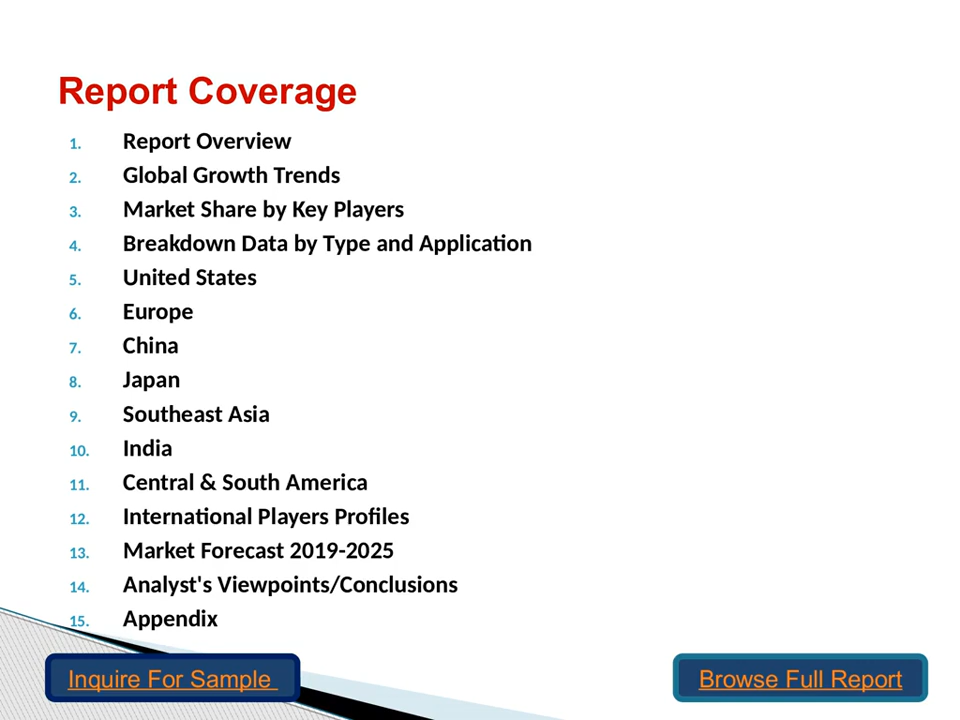 Report Coverage
1. Report Overview
2. Global Growth Trends
3. Market Share by Key Players
4. Breakdown Data by Type and Application
5. United States
6. Europe
7. China
8. Japan
9. Southeast Asia
10. India
11. Central & South America
12. International Players Profiles
13. Market Forecast 2019-2025
14. Analyst's Viewpoints/Conclusions
15. Appendix
Inquire For Sample
Browse Full Report